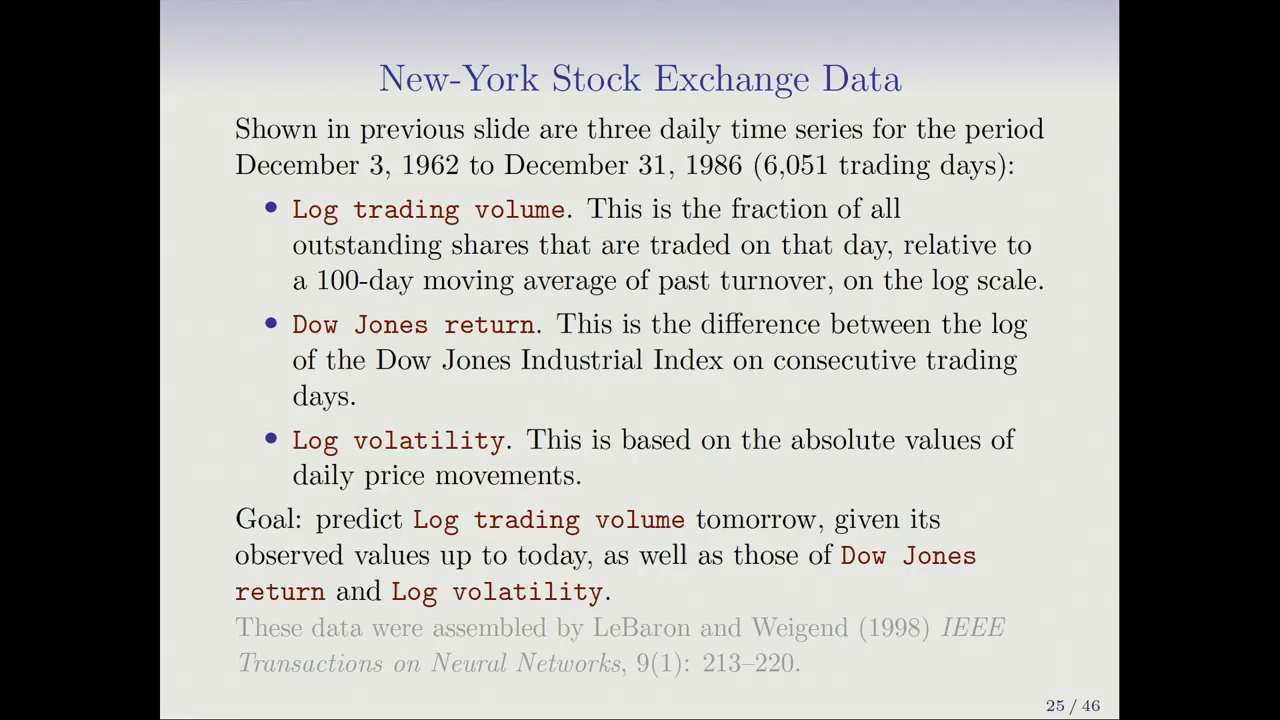 New-York Stock Exchange Data
Shown in previous slide are three daily time series for the period
December 3, 1962 to December 31, 1986 (6,051 trading days):
• Log trading volume. This is the fraction of all
outstanding shares that are traded on that day, relative to
a 100-day moving average of past turnover, on the log scale.
• Dow Jones return. This is the difference between the log
of the Dow Jones Industrial Index on consecutive trading
days.
• Log volatility. This is based on the absolute values of
daily price movements.
Goal: predict Log trading volume tomorrow, given its
observed values up to today, as well as those of Dow Jones
return and Log volatility.
These data were assembled by LeBaron and Weigend (1998) IEEE
Transactions on Neural Networks, 9(1): 213–220.
25 / 46